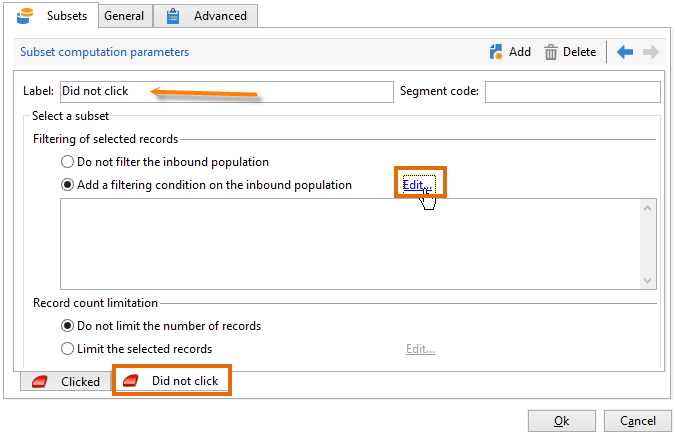 Subsets General Advanced
Subset computation parameters Add Delete
Label: Did not click Segment code:
Select a subset
Filtering of selected records
Do not filter the inbound population
Add a filtering condition on the inbound population Edit...
Record count limitation
Do not limit the number of records
Limit the selected records Edit...
Clicked Did not click
Ok Cancel